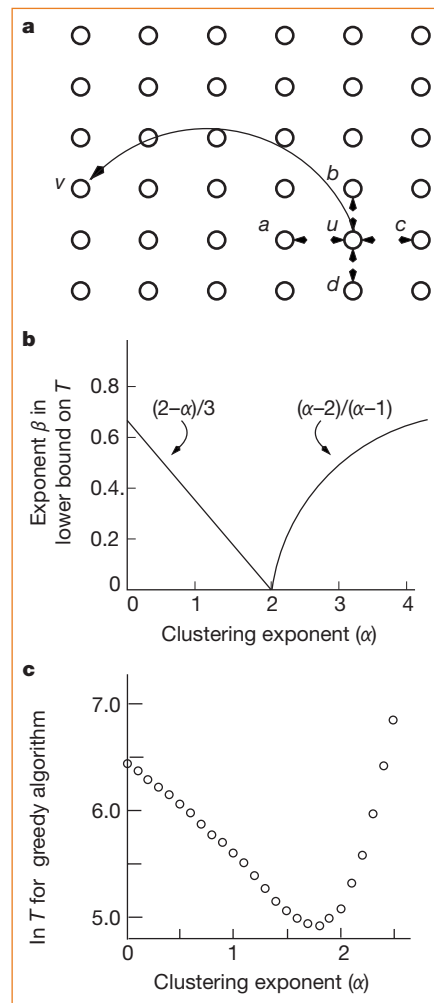 a
v
b
a
u
c
d
b
Exponent β in
lower bound on T
0.8
0.6
0.4
0.2
0
(2–α)/3
(α–2)/(α–1)
0
1
2
3
4
Clustering exponent (α)
c
ln T for greedy algorithm
7.0
6.0
5.0
0
1
2
Clustering exponent (α)